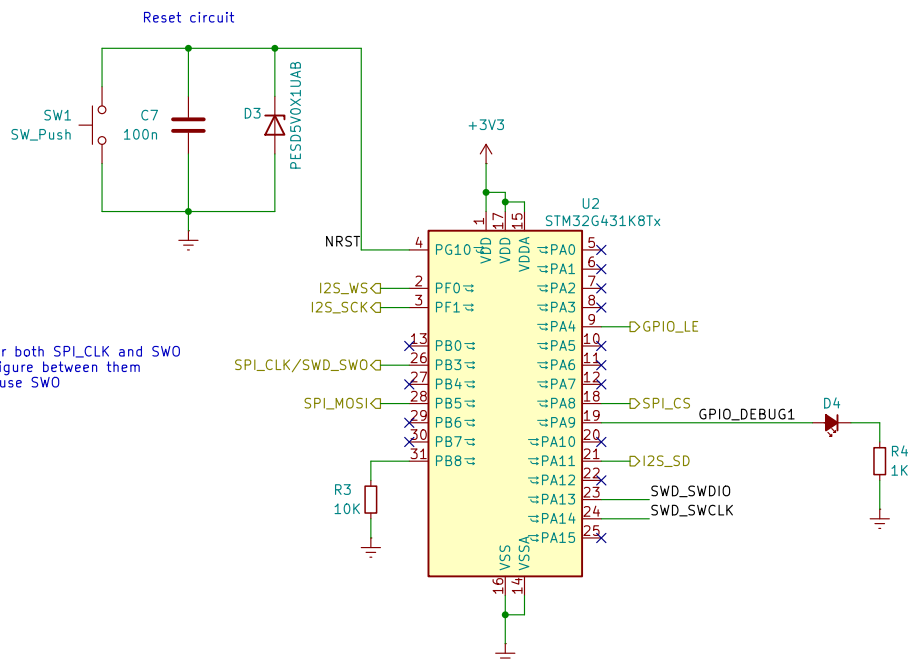 Reset circuit
SW1
SW_Push
C7
100n
D3
PESD5V0X1UAB
+3V3
U2
STM32G431K8Tx
1
17
15
VDD
VDD
VDDA
NRST
4
PG10
I2S_WS
2
PF0
I2S_SCK
3
PF1
13
PB0
SPI_CLK/SWD_SWO
26
PB3
27
PB4
SPI_MOSI
28
PB5
29
PB6
30
PB7
31
PB8
PA0
5
PA1
6
PA2
7
PA3
8
PA4
9
GPIO_LE
PA5
10
PA6
11
PA7
12
PA8
18
SPI_CS
PA9
19
GPIO_DEBUG1
PA10
20
PA11
21
I2S_SD
PA12
22
PA13
23
SWD_SWDIO
PA14
24
SWD_SWCLK
PA15
25
D4
R4
1K
R3
10K
VSS
VSSA
16
14
r both SPI_CLK and SWO
igure between them
use SWO